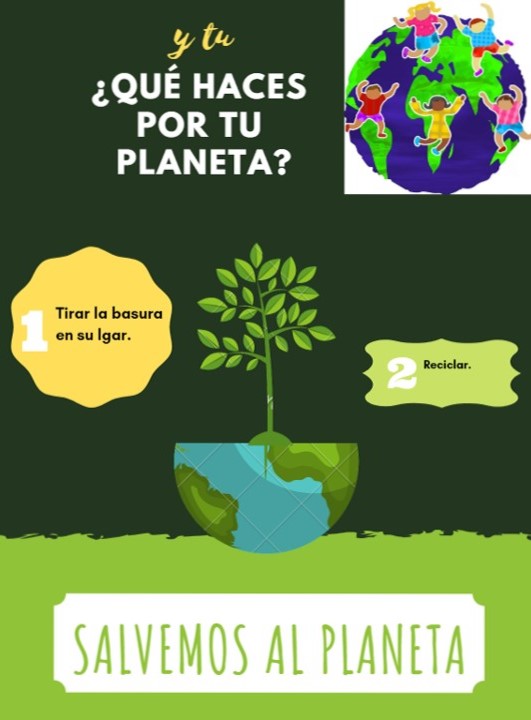 y tu
¿QUÉ HACES
POR TU
PLANETA?
1 Tirar la basura
en su lgar.
2 Reciclar.
SALVEMOS AL PLANETA